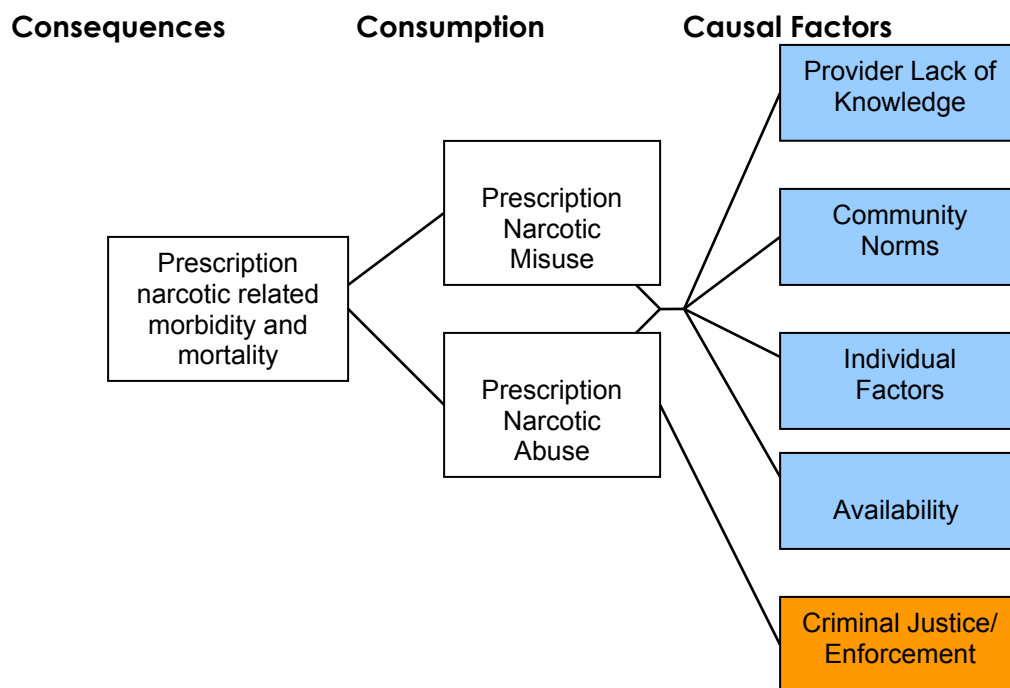 Consequences
Consumption
Causal Factors
Prescription
narcotic related
morbidity and
mortality
Prescription
Narcotic
Misuse
Prescription
Narcotic
Abuse
Provider Lack of
Knowledge
Community
Norms
Individual
Factors
Availability
Criminal Justice/
Enforcement